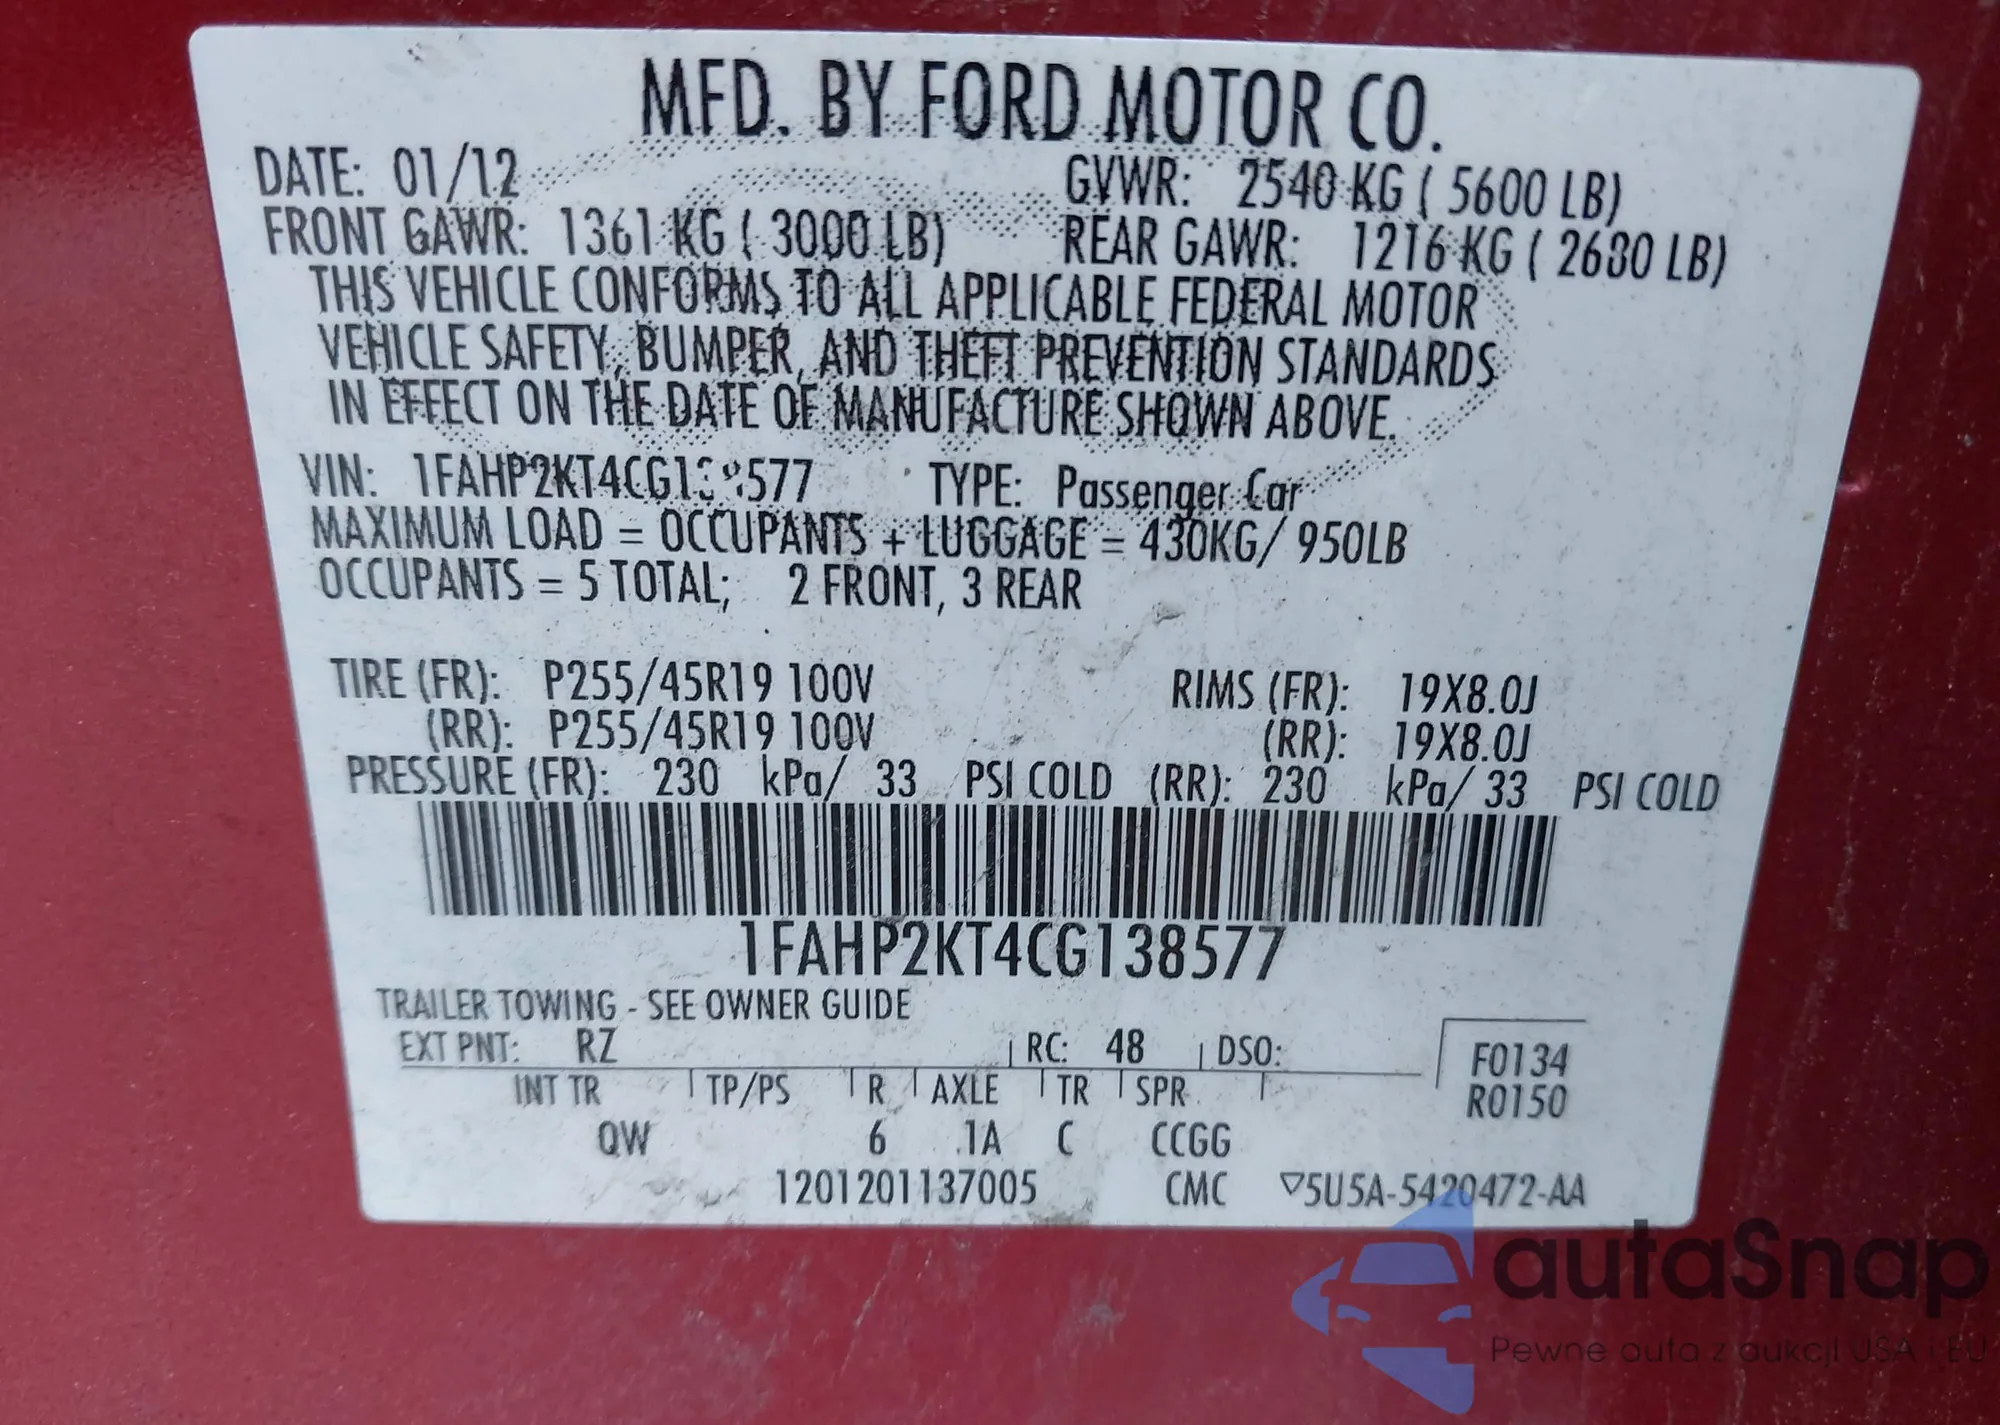 MFD. BY FORD MOTOR CO.
DATE: 01/12 GVWR: 2540 KG ( 5600 LB)
FRONT GAWR: 1361 KG ( 3000 LB) REAR GAWR: 1216 KG ( 2680 LB)
THIS VEHICLE CONFORMS TO ALL APPLICABLE FEDERAL MOTOR
VEHICLE SAFETY, BUMPER, AND THEFT PREVENTION STANDARDS
IN EFFECT ON THE DATE OF MANUFACTURE SHOWN ABOVE.
VIN: 1FAHP2KT4CG138577 TYPE: Passenger Car
MAXIMUM LOAD = OCCUPANTS + LUGGAGE = 430KG/ 950LB
OCCUPANTS = 5 TOTAL; 2 FRONT, 3 REAR
TIRE (FR): P255/45R19 100V RIMS (FR): 19X8.0J
(RR): P255/45R19 100V (RR): 19X8.0J
PRESSURE (FR): 230 kPa/ 33 PSI COLD (RR): 230 kPa/ 33 PSI COLD
1FAHP2KT4CG138577
TRAILER TOWING - SEE OWNER GUIDE
EXT PNT: RZ RC: 48 DSO: F0134
INT TR TP/PS R AXLE TR SPR R0150
QW 6 1A C CCGG
1201201137005 CMC ▽5U5A-5420472-AA
autaSnap
Pewne auta z aukcji USA i EU